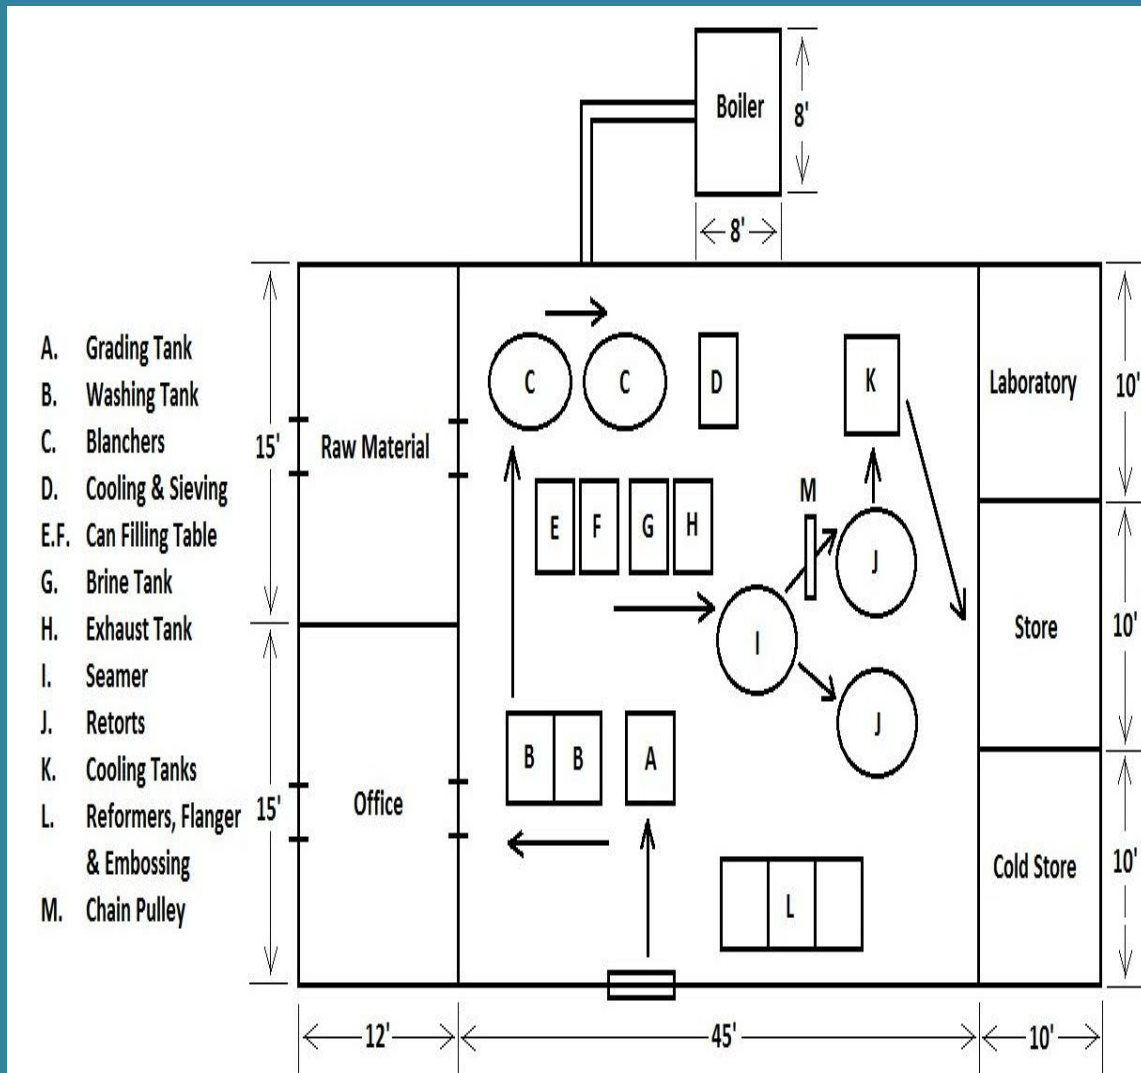 Boiler
8'
8'
A. Grading Tank
B. Washing Tank
C. Blanchers
D. Cooling & Sieving
E.F. Can Filling Table
G. Brine Tank
H. Exhaust Tank
I. Seamer
J. Retorts
K. Cooling Tanks
L. Reformers, Flanger
& Embossing
M. Chain Pulley
15'
15'
Raw Material
Office
C
C
D
K
E
F
G
H
M
J
I
J
B
B
A
L
Laboratory
Store
Cold Store
10'
10'
10'
12'
45'
10'